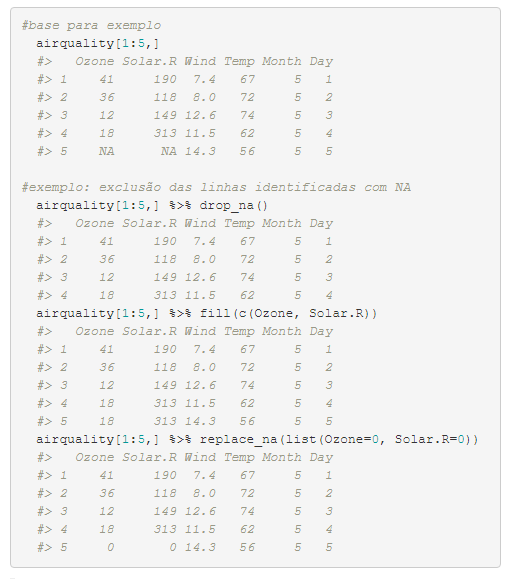 #base para exemplo
airquality[1:5,]
#>   Ozone Solar.R Wind Temp Month Day
#> 1    41     190  7.4   67     5   1
#> 2    36     118  8.0   72     5   2
#> 3    12     149 12.6   74     5   3
#> 4    18     313 11.5   62     5   4
#> 5    NA      NA 14.3   56     5   5
#exemplo: exclusão das linhas identificadas com NA
airquality[1:5,] %>% drop_na()
#>   Ozone Solar.R Wind Temp Month Day
#> 1    41     190  7.4   67     5   1
#> 2    36     118  8.0   72     5   2
#> 3    12     149 12.6   74     5   3
#> 4    18     313 11.5   62     5   4
airquality[1:5,] %>% fill(c(Ozone, Solar.R))
#>   Ozone Solar.R Wind Temp Month Day
#> 1    41     190  7.4   67     5   1
#> 2    36     118  8.0   72     5   2
#> 3    12     149 12.6   74     5   3
#> 4    18     313 11.5   62     5   4
#> 5    18     313 14.3   56     5   5
airquality[1:5,] %>% replace_na(list(Ozone=0, Solar.R=0))
#>   Ozone Solar.R Wind Temp Month Day
#> 1    41     190  7.4   67     5   1
#> 2    36     118  8.0   72     5   2
#> 3    12     149 12.6   74     5   3
#> 4    18     313 11.5   62     5   4
#> 5     0       0 14.3   56     5   5